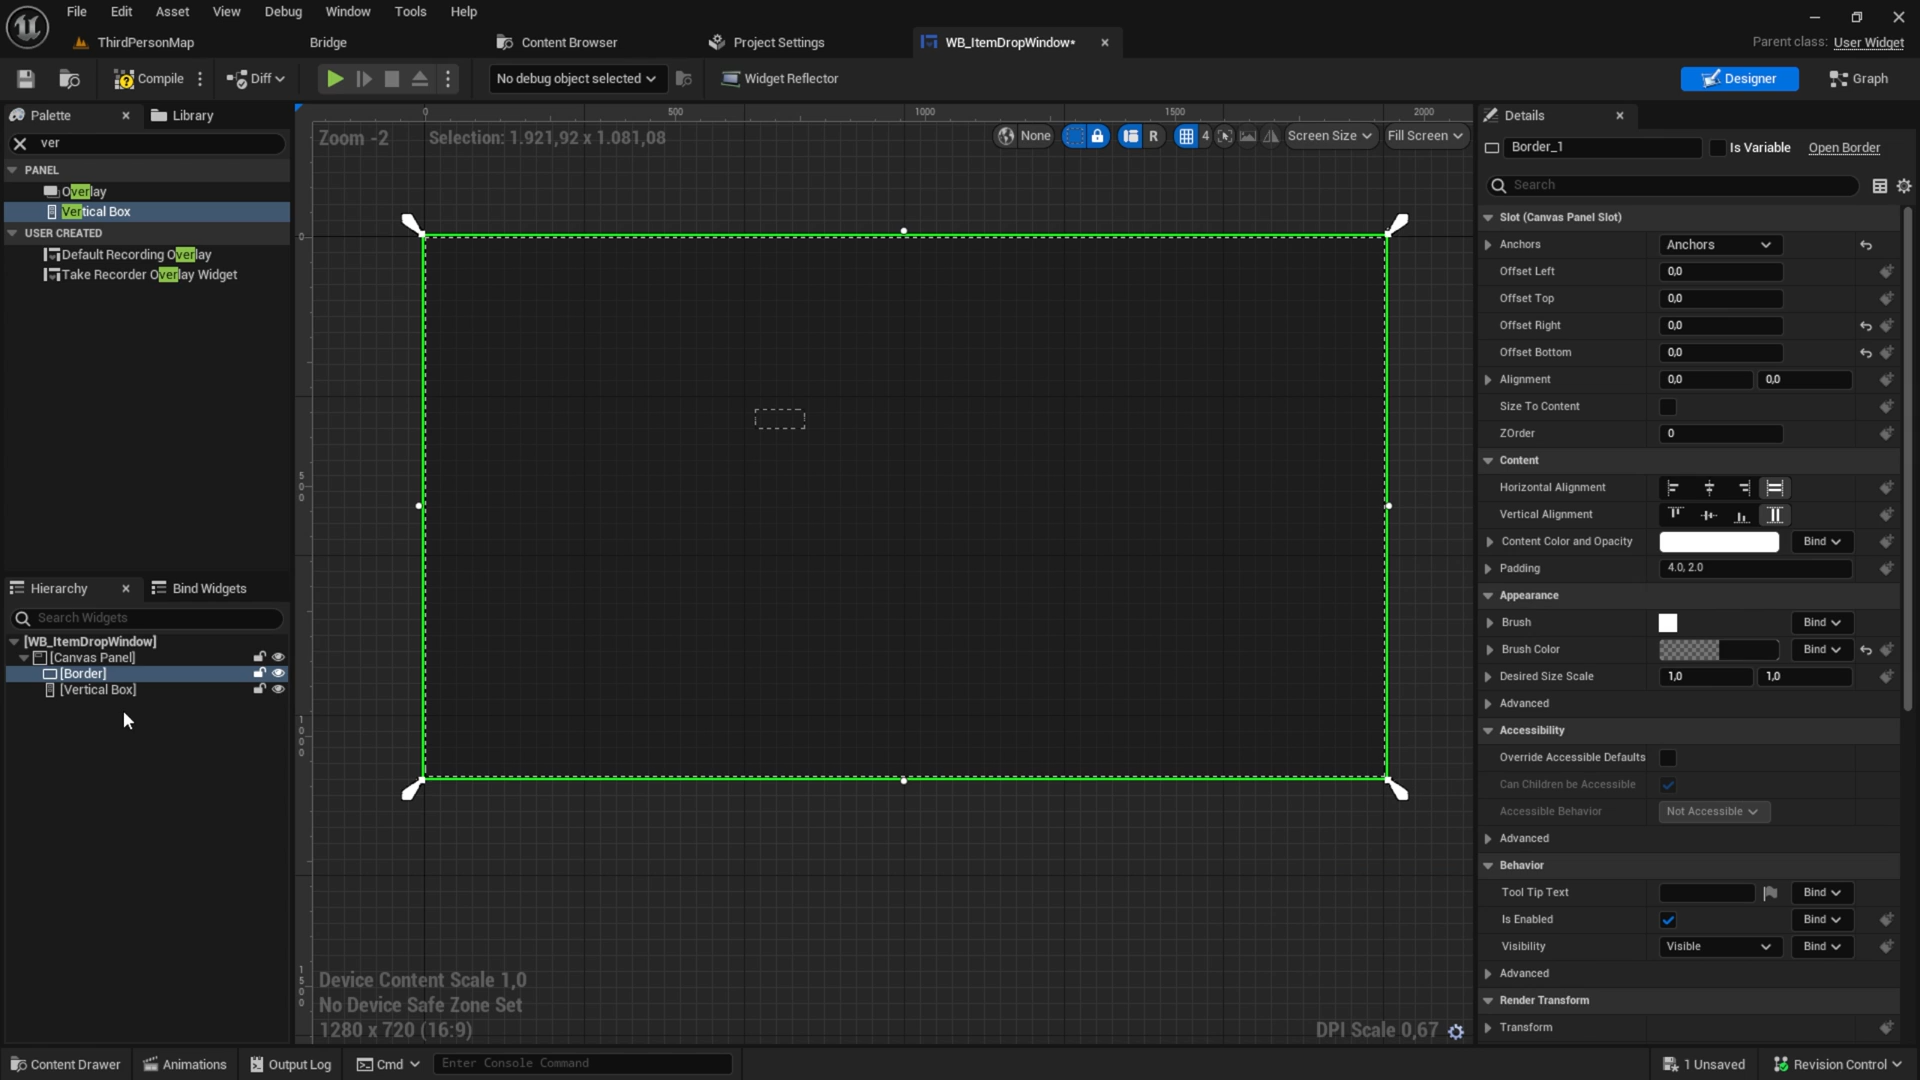 File Edit Asset View Debug Window Tools Help
ThirdPersonMap Bridge Content Browser Project Settings WB_ItemDropWindow*
Parent class: User Widget
Compile Diff No debug object selected Widget Reflector Designer Graph
Palette Library
ver
PANEL
Overlay
Vertical Box
USER CREATED
Default Recording Overlay
Take Recorder Overlay Widget
Hierarchy Bind Widgets
Search Widgets
[WB_ItemDropWindow]
[Canvas Panel]
[Border]
[Vertical Box]
0 500 1000 1500 2000
Zoom -2 Selection: 1.921,92 x 1.081,08
None R 4 Screen Size Fill Screen
0
500
1000
1500
Device Content Scale 1,0
No Device Safe Zone Set
1280 x 720 (16:9)
DPI Scale 0,67
Details
Border_1 Is Variable Open Border
Search
Slot (Canvas Panel Slot)
Anchors Anchors
Offset Left 0,0
Offset Top 0,0
Offset Right 0,0
Offset Bottom 0,0
Alignment 0,0 0,0
Size To Content
ZOrder 0
Content
Horizontal Alignment
Vertical Alignment
Content Color and Opacity Bind
Padding 4.0, 2.0
Appearance
Brush Bind
Brush Color Bind
Desired Size Scale 1,0 1,0
Advanced
Accessibility
Override Accessible Defaults
Can Children be Accessible
Accessible Behavior Not Accessible
Advanced
Behavior
Tool Tip Text Bind
Is Enabled Bind
Visibility Visible Bind
Advanced
Render Transform
Transform
Content Drawer Animations Output Log Cmd Enter Console Command 1 Unsaved Revision Control